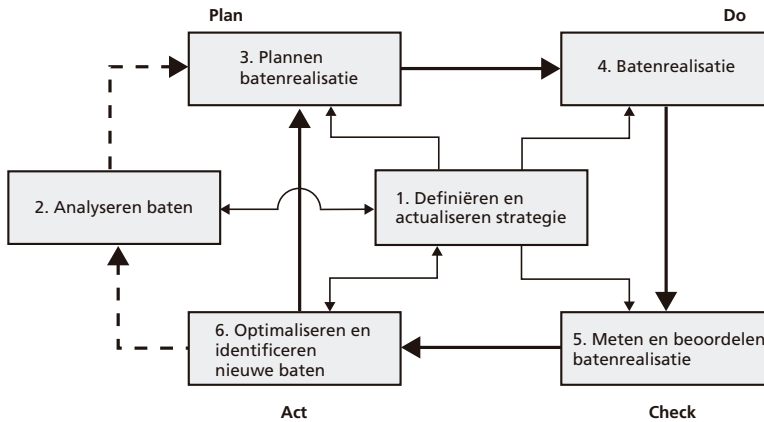 Plan
Do
3. Plannen
batenrealisatie
4. Batenrealisatie
2. Analyseren baten
1. Definiëren en
actualiseren strategie
6. Optimaliseren en
identificeren
nieuwe baten
5. Meten en beoordelen
batenrealisatie
Act
Check